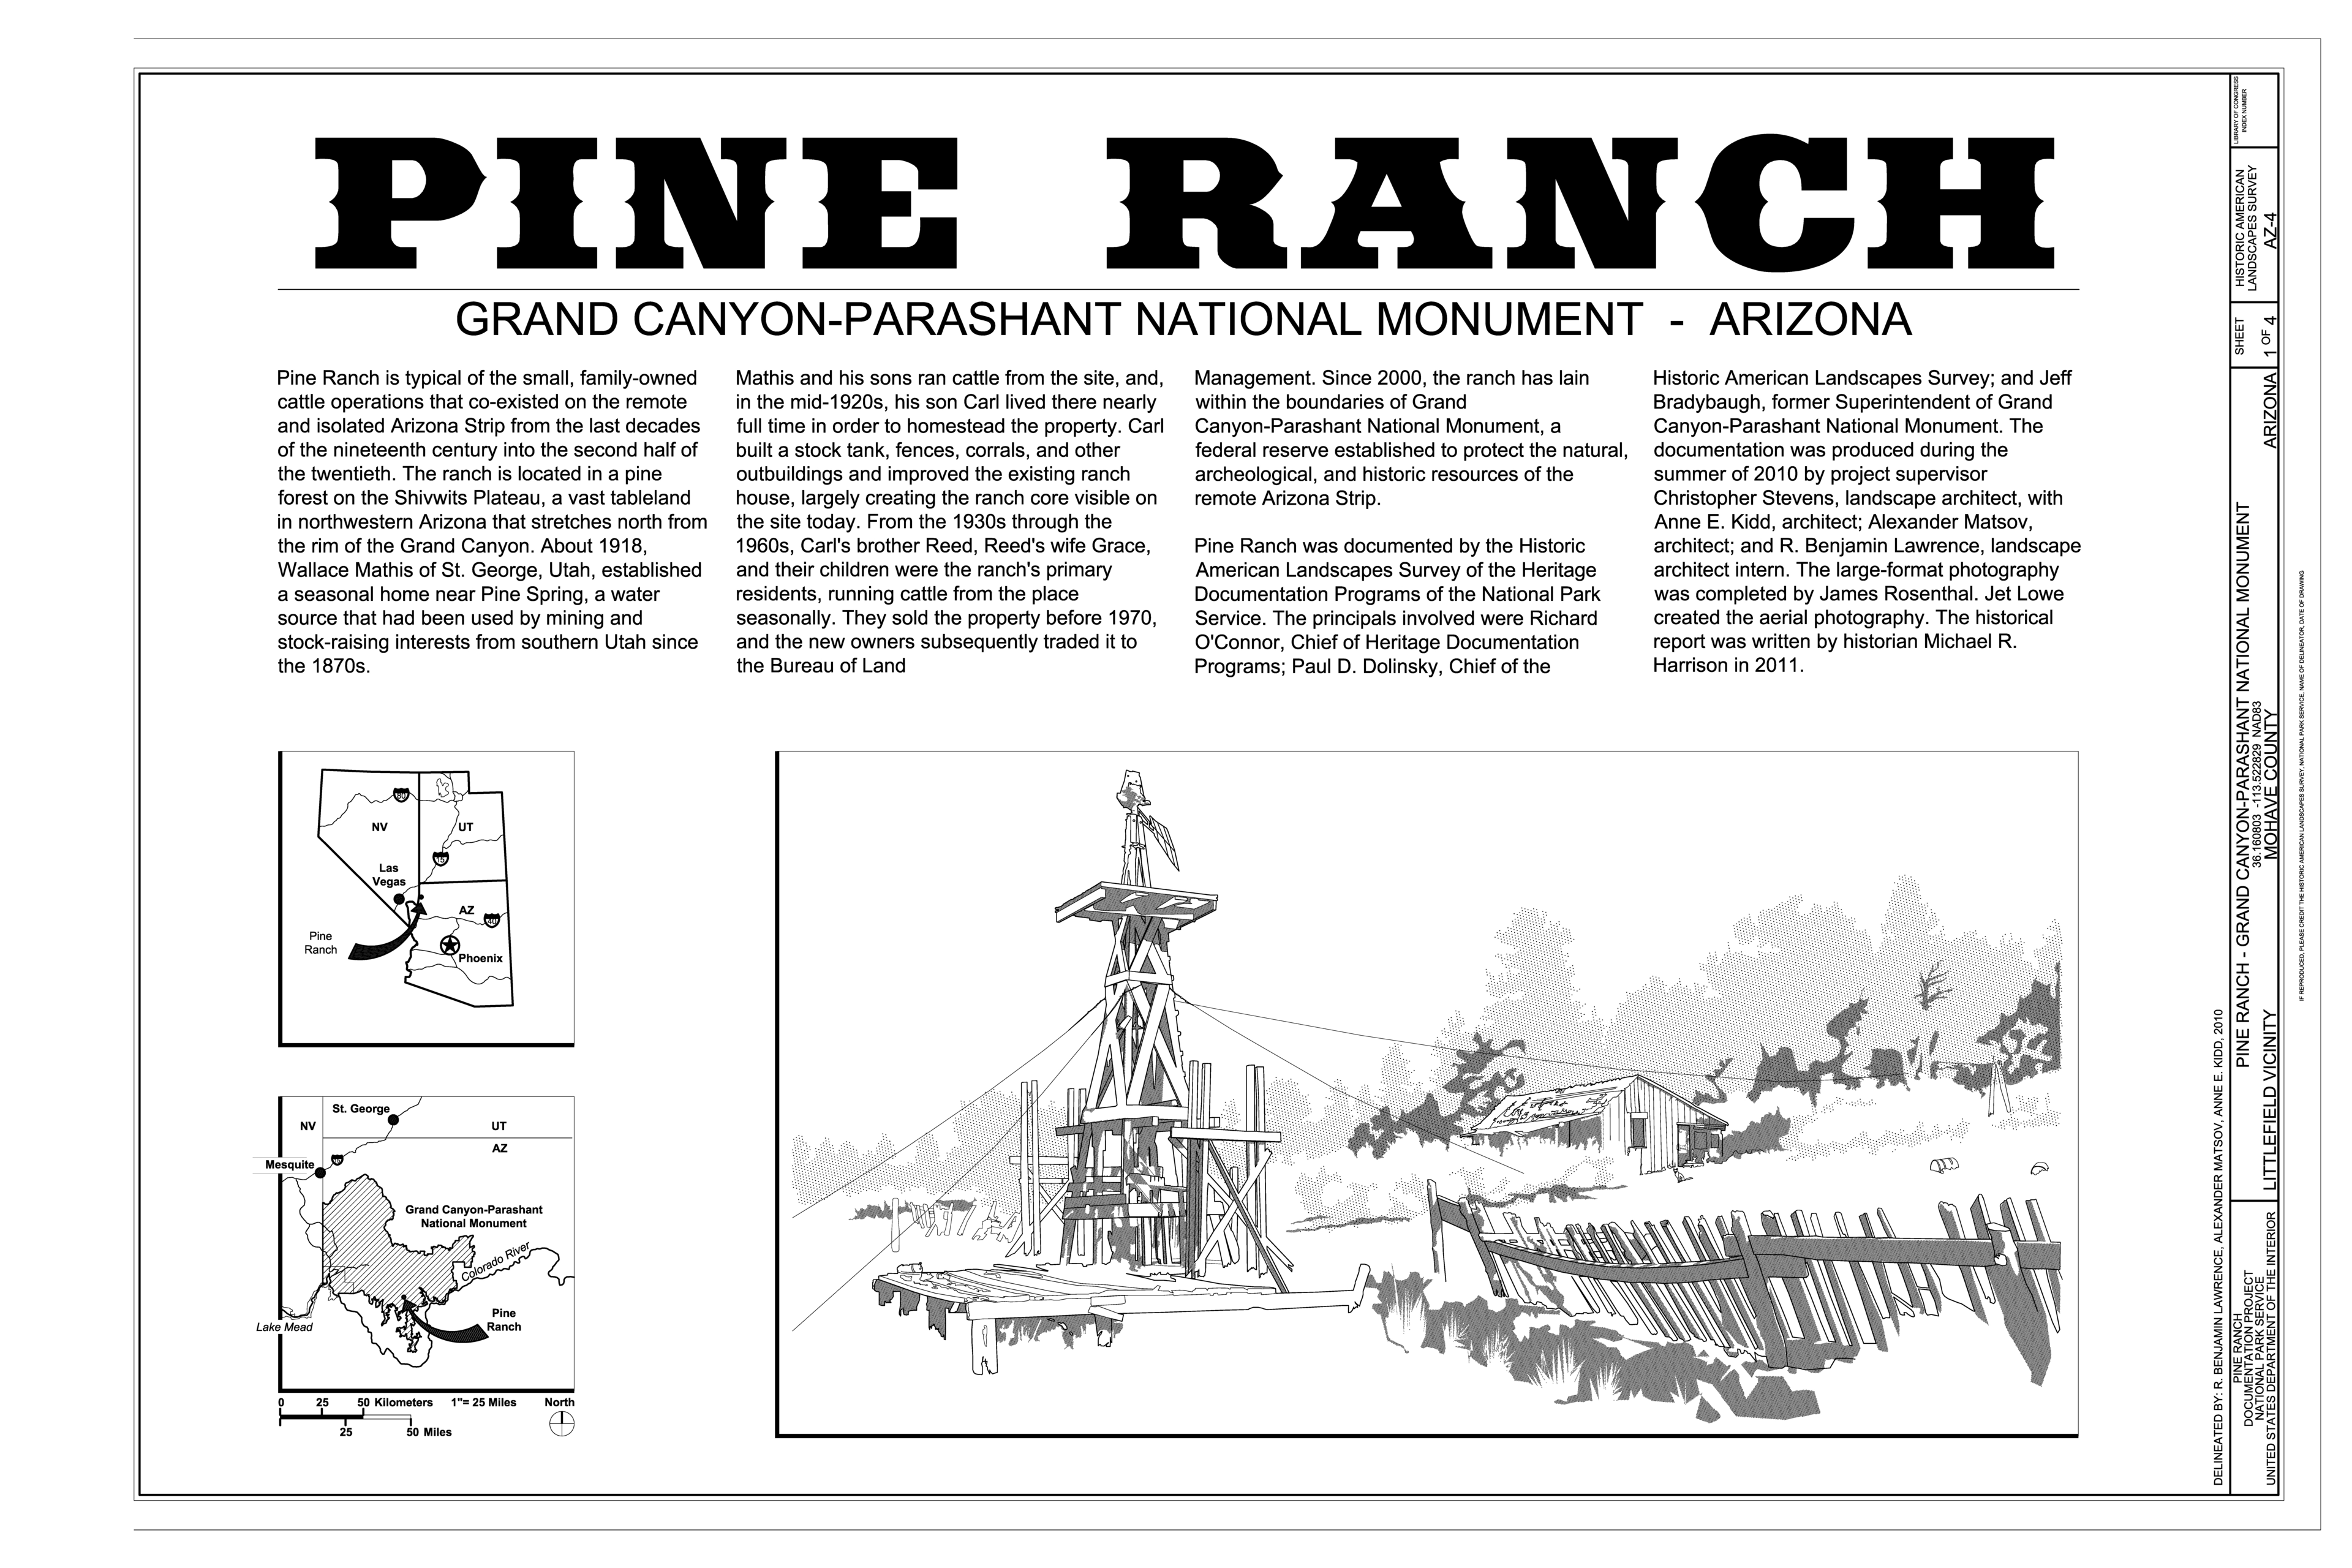 PINE RANCH
GRAND CANYON-PARASHANT NATIONAL MONUMENT - ARIZONA
Pine Ranch is typical of the small, family-owned
cattle operations that co-existed on the remote
and isolated Arizona Strip from the last decades
of the nineteenth century into the second half of
the twentieth. The ranch is located in a pine
forest on the Shivwits Plateau, a vast tableland
in northwestern Arizona that stretches north from
the rim of the Grand Canyon. About 1918,
Wallace Mathis of St. George, Utah, established
a seasonal home near Pine Spring, a water
source that had been used by mining and
stock-raising interests from southern Utah since
the 1870s.
Mathis and his sons ran cattle from the site, and,
in the mid-1920s, his son Carl lived there nearly
full time in order to homestead the property. Carl
built a stock tank, fences, corrals, and other
outbuildings and improved the existing ranch
house, largely creating the ranch core visible on
the site today. From the 1930s through the
1960s, Carl's brother Reed, Reed's wife Grace,
and their children were the ranch's primary
residents, running cattle from the place
seasonally. They sold the property before 1970,
and the new owners subsequently traded it to
the Bureau of Land
Management. Since 2000, the ranch has lain
within the boundaries of Grand
Canyon-Parashant National Monument, a
federal reserve established to protect the natural,
archeological, and historic resources of the
remote Arizona Strip.
Pine Ranch was documented by the Historic
American Landscapes Survey of the Heritage
Documentation Programs of the National Park
Service. The principals involved were Richard
O'Connor, Chief of Heritage Documentation
Programs; Paul D. Dolinsky, Chief of the
Historic American Landscapes Survey; and Jeff
Bradybaugh, former Superintendent of Grand
Canyon-Parashant National Monument. The
documentation was produced during the
summer of 2010 by project supervisor
Christopher Stevens, landscape architect, with
Anne E. Kidd, architect; Alexander Matsov,
architect; and R. Benjamin Lawrence, landscape
architect intern. The large-format photography
was completed by James Rosenthal. Jet Lowe
created the aerial photography. The historical
report was written by historian Michael R.
Harrison in 2011.
80
NV
UT
15
Las
Vegas
AZ
40
Pine
Ranch
Phoenix
St. George
NV
UT
AZ
Mesquite
15
Grand Canyon-Parashant
National Monument
Colorado River
Pine
Ranch
Lake Mead
0 25 50 Kilometers 1"= 25 Miles North
25 50 Miles
LIBRARY OF CONGRESS
INDEX NUMBER
HISTORIC AMERICAN
LANDSCAPES SURVEY
AZ-4
SHEET
1 OF 4
PINE RANCH - GRAND CANYON-PARASHANT NATIONAL MONUMENT
36.160803 -113.522829 NAD83
LITTLEFIELD VICINITY MOHAVE COUNTY ARIZONA
DELINEATED BY: R. BENJAMIN LAWRENCE, ALEXANDER MATSOV, ANNE E. KIDD, 2010
PINE RANCH
DOCUMENTATION PROJECT
NATIONAL PARK SERVICE
UNITED STATES DEPARTMENT OF THE INTERIOR
IF REPRODUCED, PLEASE CREDIT THE HISTORIC AMERICAN LANDSCAPES SURVEY, NATIONAL PARK SERVICE, NAME OF DELINEATOR, DATE OF DRAWING